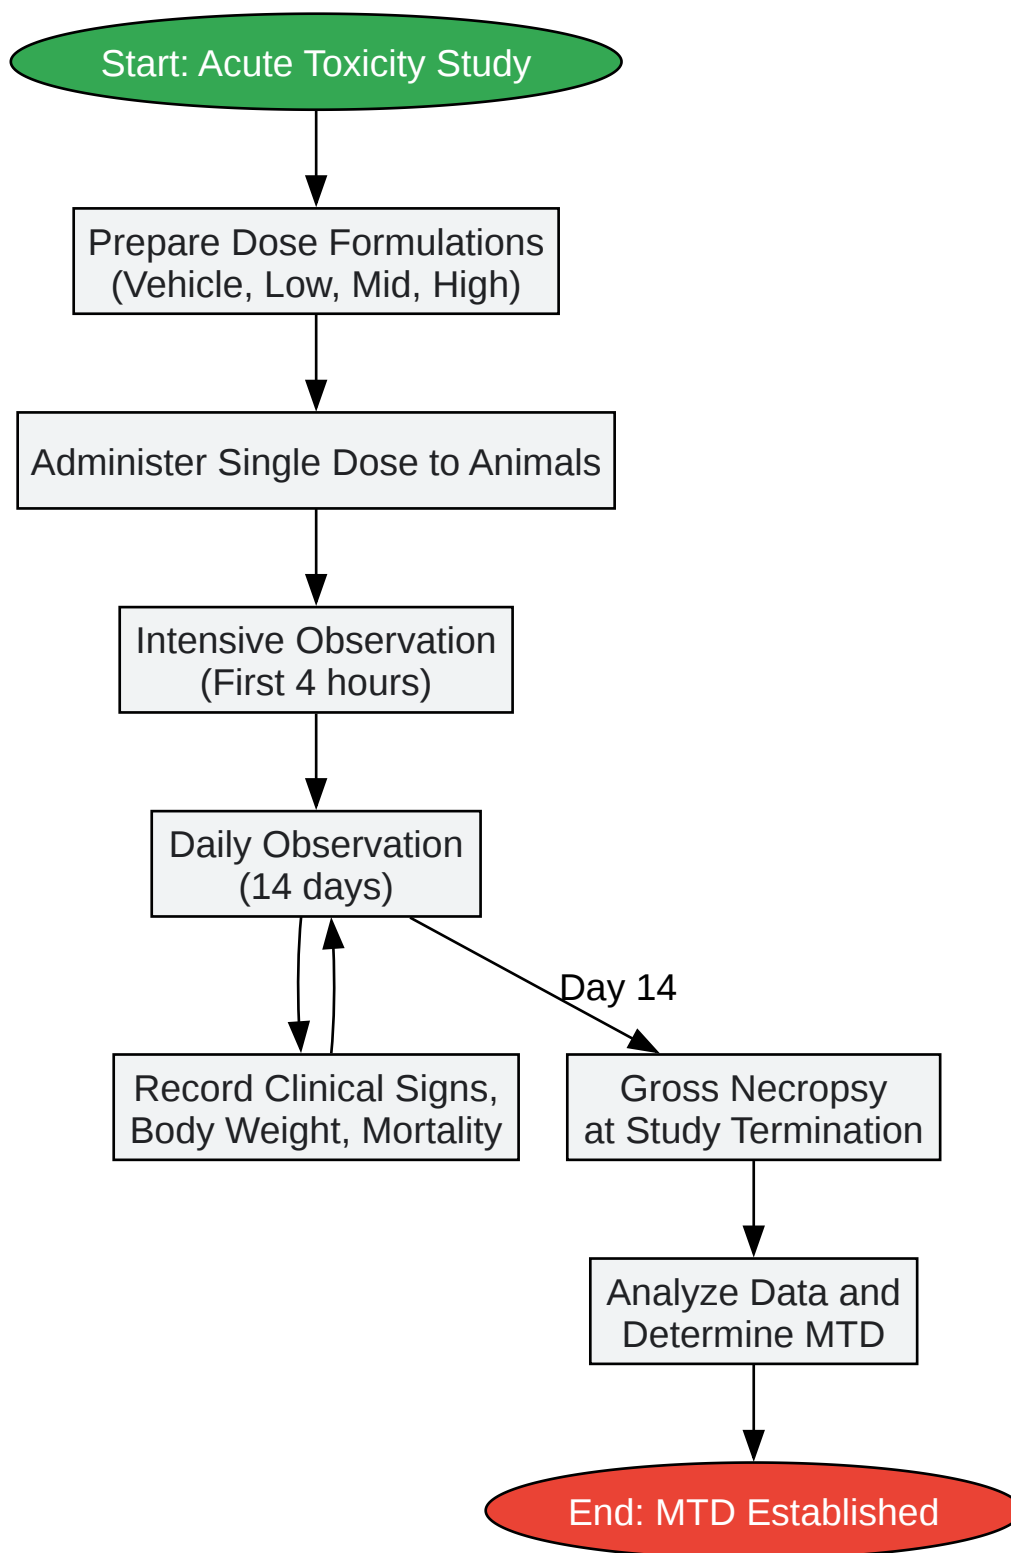 Start: Acute Toxicity Study
Prepare Dose Formulations
(Vehicle, Low, Mid, High)
Administer Single Dose to Animals
Intensive Observation
(First 4 hours)
Daily Observation
(14 days)
Day 14
Record Clinical Signs,
Body Weight, Mortality
Gross Necropsy
at Study Termination
Analyze Data and
Determine MTD
End: MTD Established